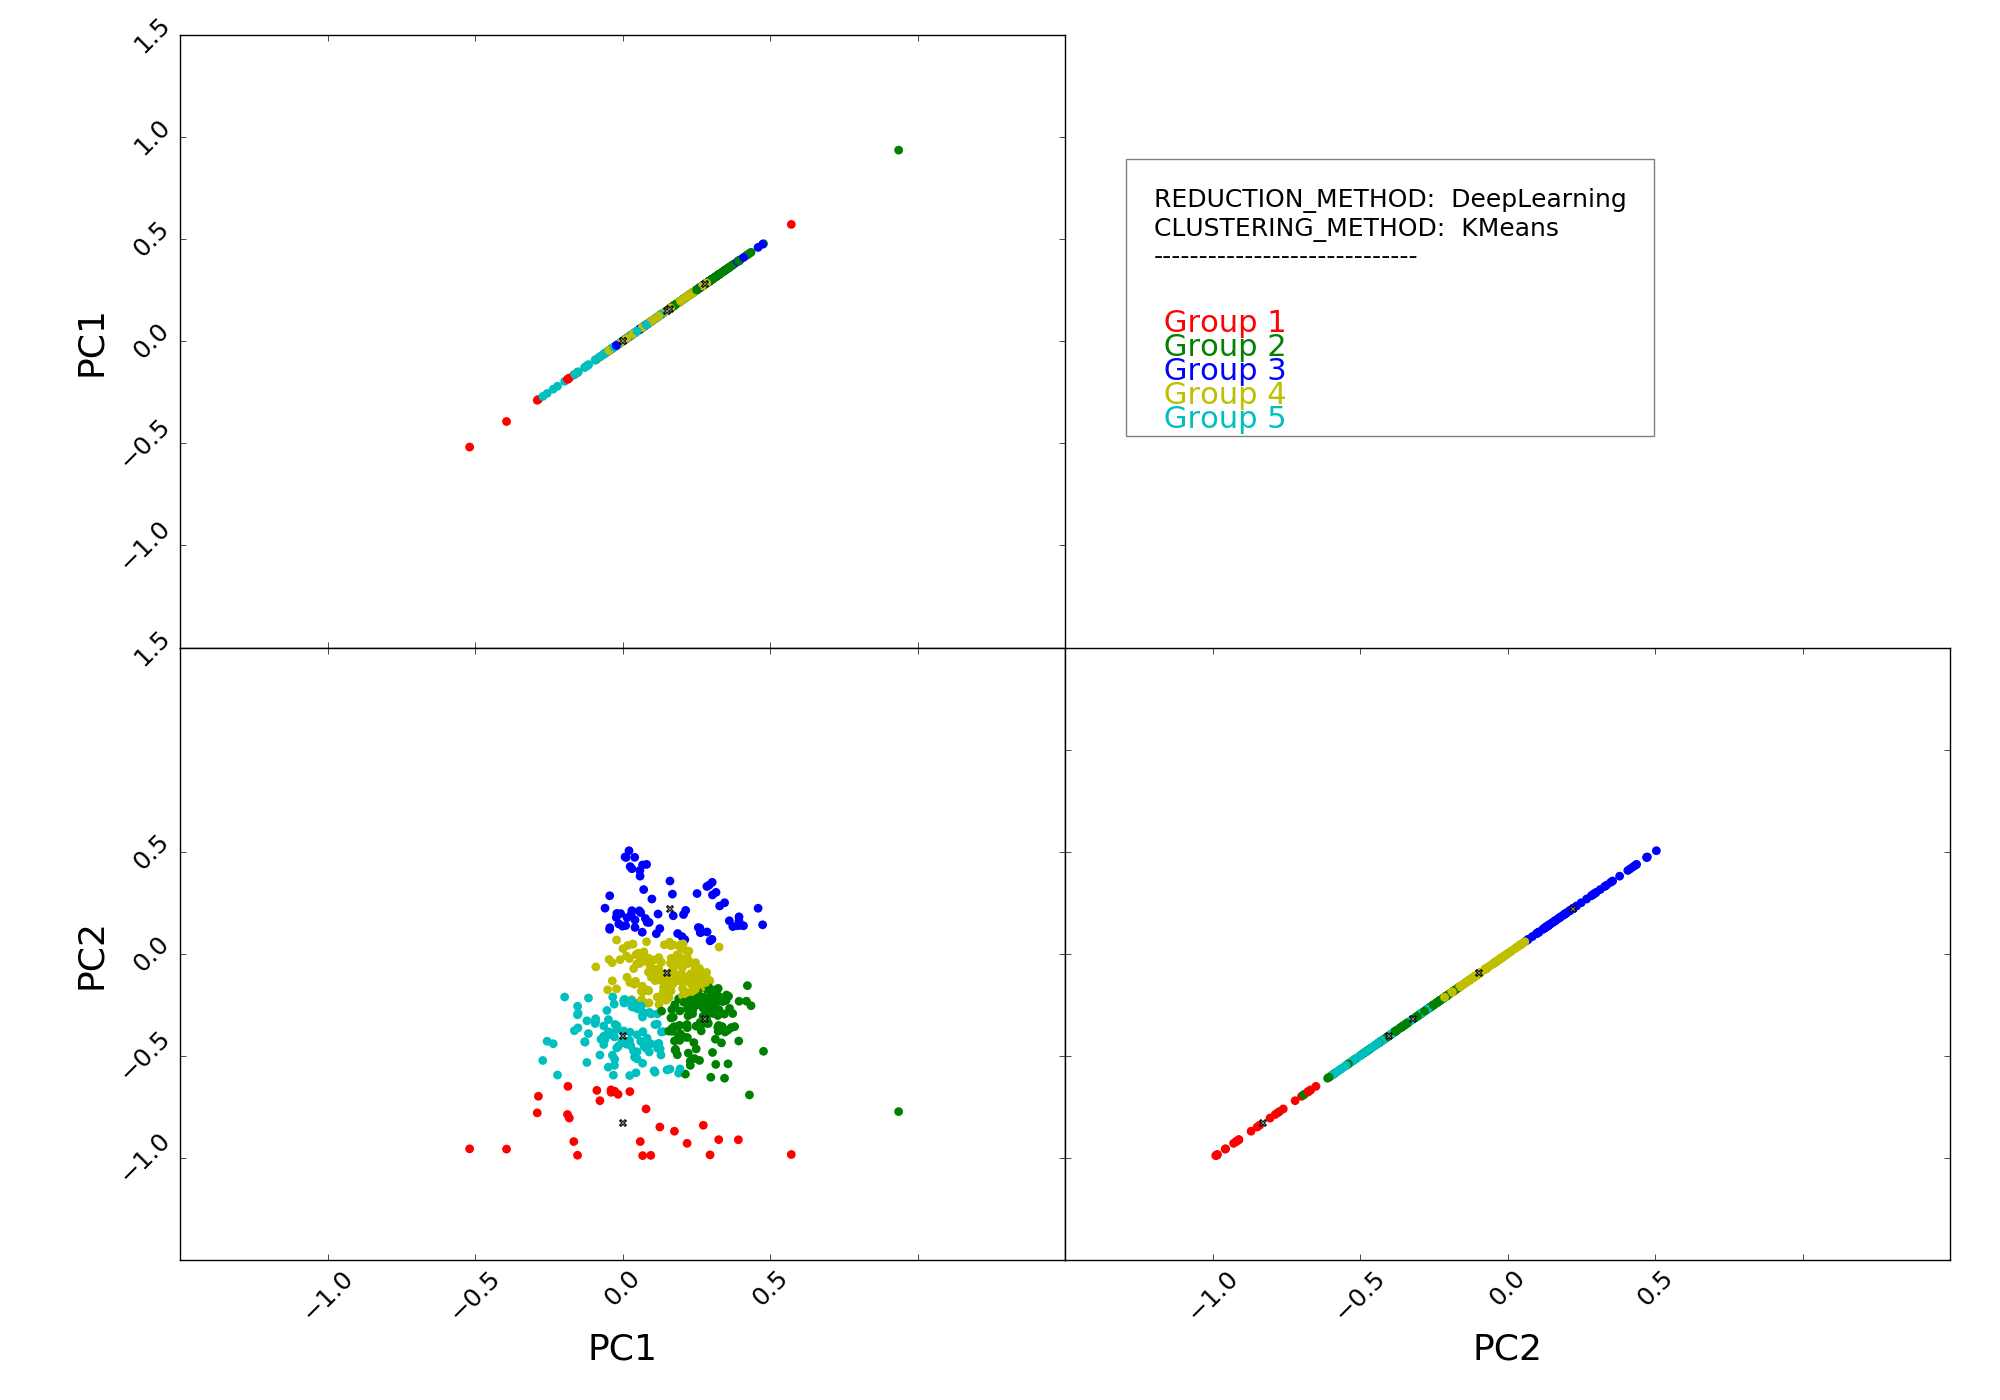 1.5
1.0
0.5
0.0
−0.5
−1.0
PC1
REDUCTION_METHOD:  DeepLearning
CLUSTERING_METHOD:  KMeans
-----------------------------
Group 1
Group 2
Group 3
Group 4
Group 5
1.5
0.5
0.0
−0.5
−1.0
PC2
−1.0 −0.5 0.0 0.5
PC1
−1.0 −0.5 0.0 0.5
PC2